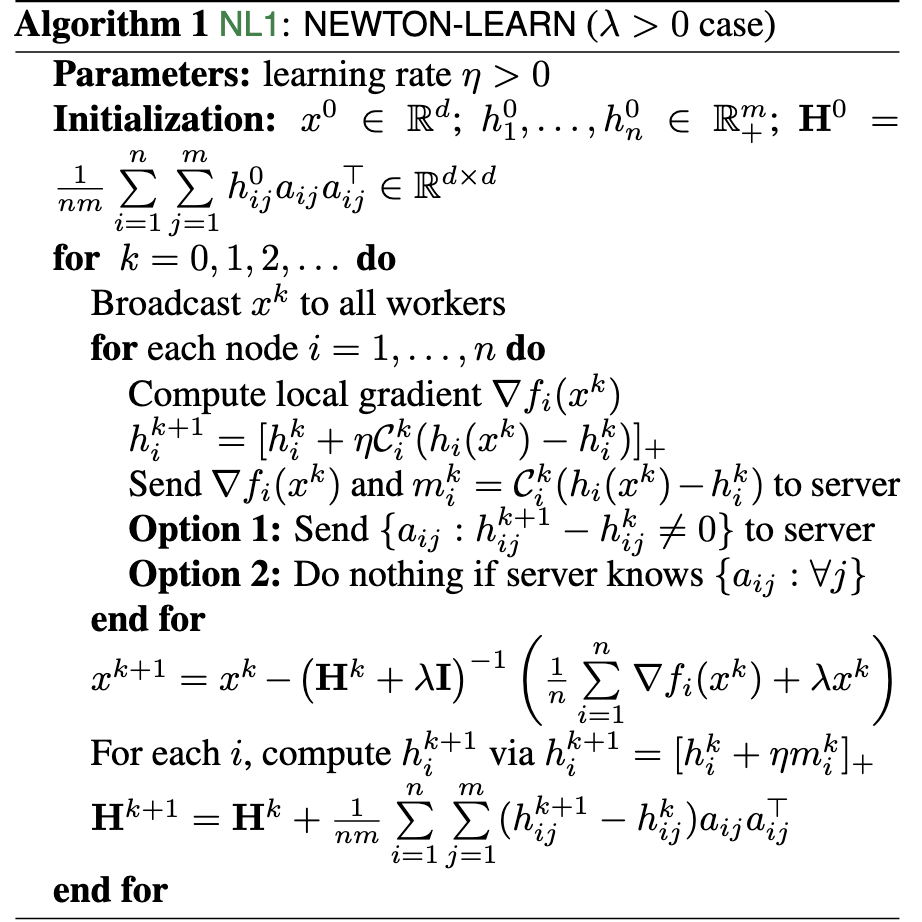 Algorithm 1 NL1: NEWTON-LEARN (λ > 0 case)
Parameters: learning rate η > 0
Initialization: $x^0 \in \mathbb{R}^d$; $h_1^0, \ldots, h_n^0 \in \mathbb{R}_+^m$; $\mathbf{H}^0 =$
$\frac{1}{nm} \sum_{i=1}^{n} \sum_{j=1}^{m} h_{ij}^0 a_{ij} a_{ij}^\top \in \mathbb{R}^{d \times d}$
for $k = 0, 1, 2, \ldots$ do
Broadcast $x^k$ to all workers
for each node $i = 1, \ldots, n$ do
Compute local gradient $\nabla f_i(x^k)$
$h_i^{k+1} = [h_i^k + \eta \mathcal{C}_i^k(h_i(x^k) - h_i^k)]_+$
Send $\nabla f_i(x^k)$ and $m_i^k = \mathcal{C}_i^k(h_i(x^k) - h_i^k)$ to server
Option 1: Send $\{a_{ij} : h_{ij}^{k+1} - h_{ij}^k \neq 0\}$ to server
Option 2: Do nothing if server knows $\{a_{ij} : \forall j\}$
end for
$x^{k+1} = x^k - \left(\mathbf{H}^k + \lambda \mathbf{I}\right)^{-1} \left(\frac{1}{n} \sum_{i=1}^{n} \nabla f_i(x^k) + \lambda x^k\right)$
For each $i$, compute $h_i^{k+1}$ via $h_i^{k+1} = [h_i^k + \eta m_i^k]_+$
$\mathbf{H}^{k+1} = \mathbf{H}^k + \frac{1}{nm} \sum_{i=1}^{n} \sum_{j=1}^{m} (h_{ij}^{k+1} - h_{ij}^k) a_{ij} a_{ij}^\top$
end for